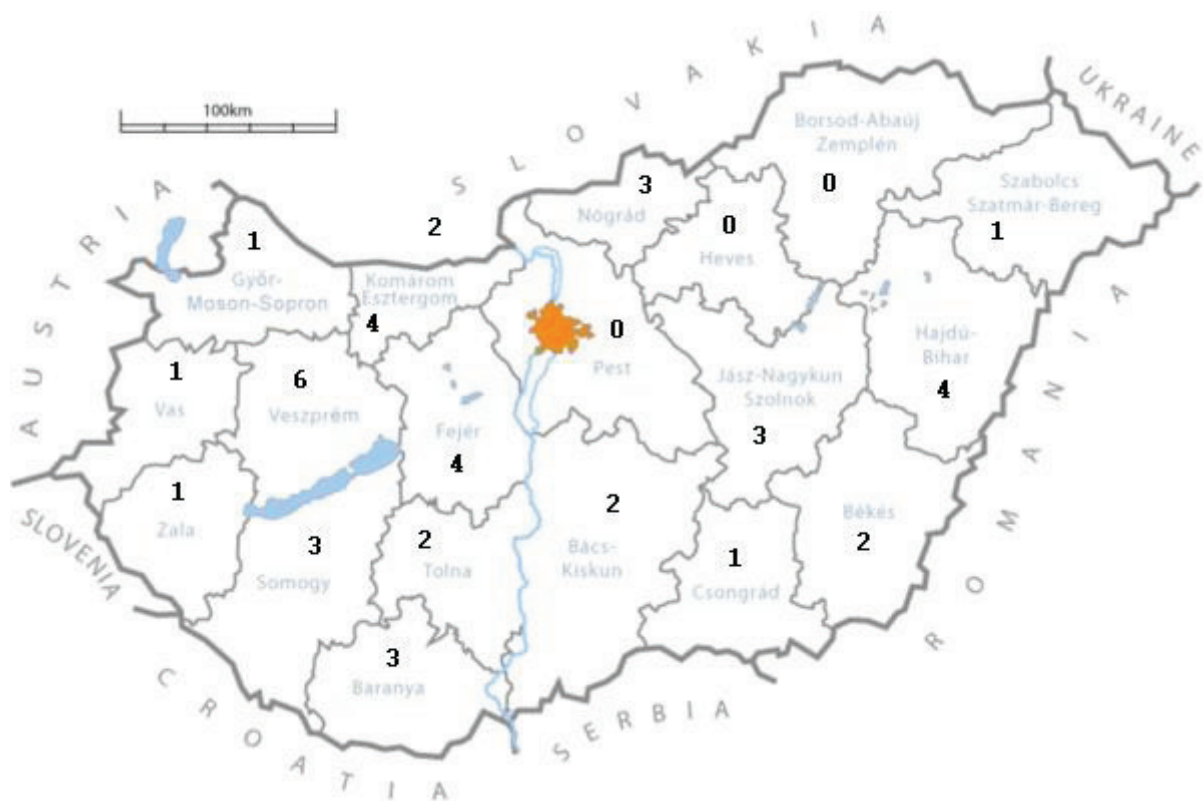 SLOVAKIA
UKRAINE
100km
Borsod-Abaúj
Zemplén
0
3
Nógrád
Szabolcs
Szatmár-Bereg
1
AUSTRIA
2
0
Heves
1
Győr-
Moson-Sopron
Komárom
Esztergom
4
0
Pest
Hajdú-
Bihar
4
Jász-Nagykun
Szolnok
3
1
Vas
6
Veszprém
Fejér
4
ROMANIA
1
Zala
2
Bács-
Kiskun
Békés
2
SLOVENIA
3
Somogy
2
Tolna
1
Csongrád
3
Baranya
CROATIA
SERBIA